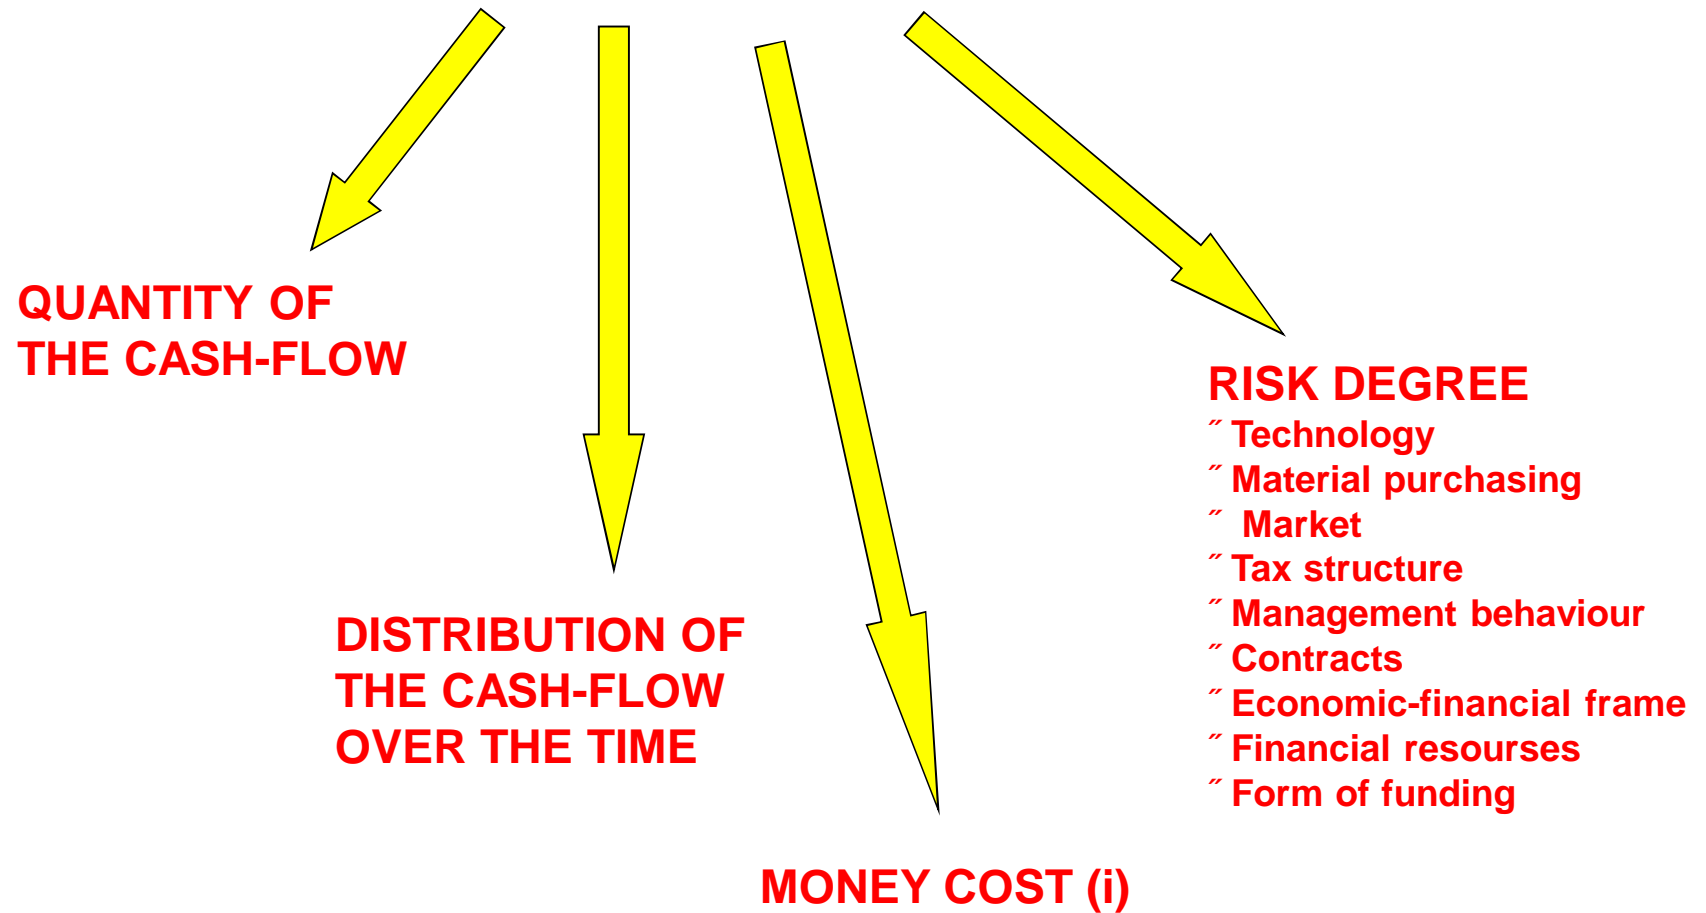 QUANTITY OF
THE CASH-FLOW
DISTRIBUTION OF
THE CASH-FLOW
OVER THE TIME
MONEY COST (i)
RISK DEGREE
˝ Technology
˝ Material purchasing
˝ Market
˝ Tax structure
˝ Management behaviour
˝ Contracts
˝ Economic-financial frame
˝ Financial resourses
˝ Form of funding